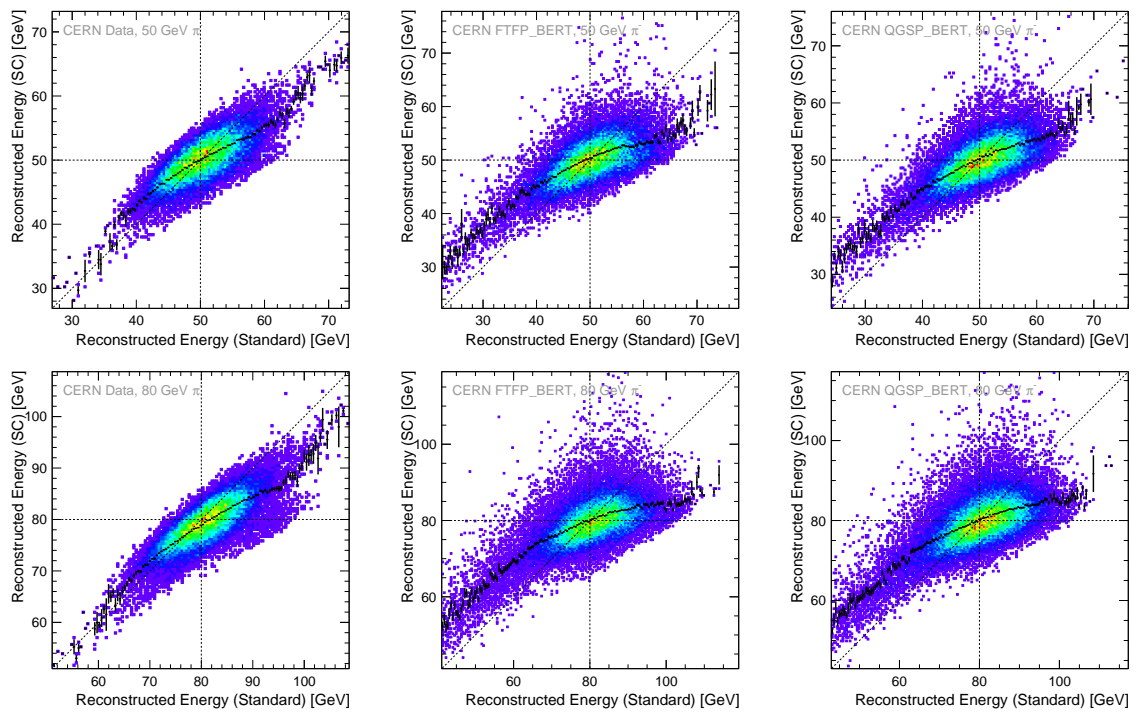 CERN Data, 50 GeV π⁻
Reconstructed Energy (SC) [GeV]
70
60
50
40
30
30 40 50 60 70
Reconstructed Energy (Standard) [GeV]
CERN FTFP_BERT, 50 GeV π⁻
Reconstructed Energy (SC) [GeV]
70
60
50
40
30
30 40 50 60 70
Reconstructed Energy (Standard) [GeV]
CERN QGSP_BERT, 50 GeV π⁻
Reconstructed Energy (SC) [GeV]
70
60
50
40
30
30 40 50 60 70
Reconstructed Energy (Standard) [GeV]
CERN Data, 80 GeV π⁻
Reconstructed Energy (SC) [GeV]
100
90
80
70
60
60 70 80 90 100
Reconstructed Energy (Standard) [GeV]
CERN FTFP_BERT, 80 GeV π⁻
Reconstructed Energy (SC) [GeV]
100
80
60
60 80 100
Reconstructed Energy (Standard) [GeV]
CERN QGSP_BERT, 80 GeV π⁻
Reconstructed Energy (SC) [GeV]
100
80
60
60 80 100
Reconstructed Energy (Standard) [GeV]